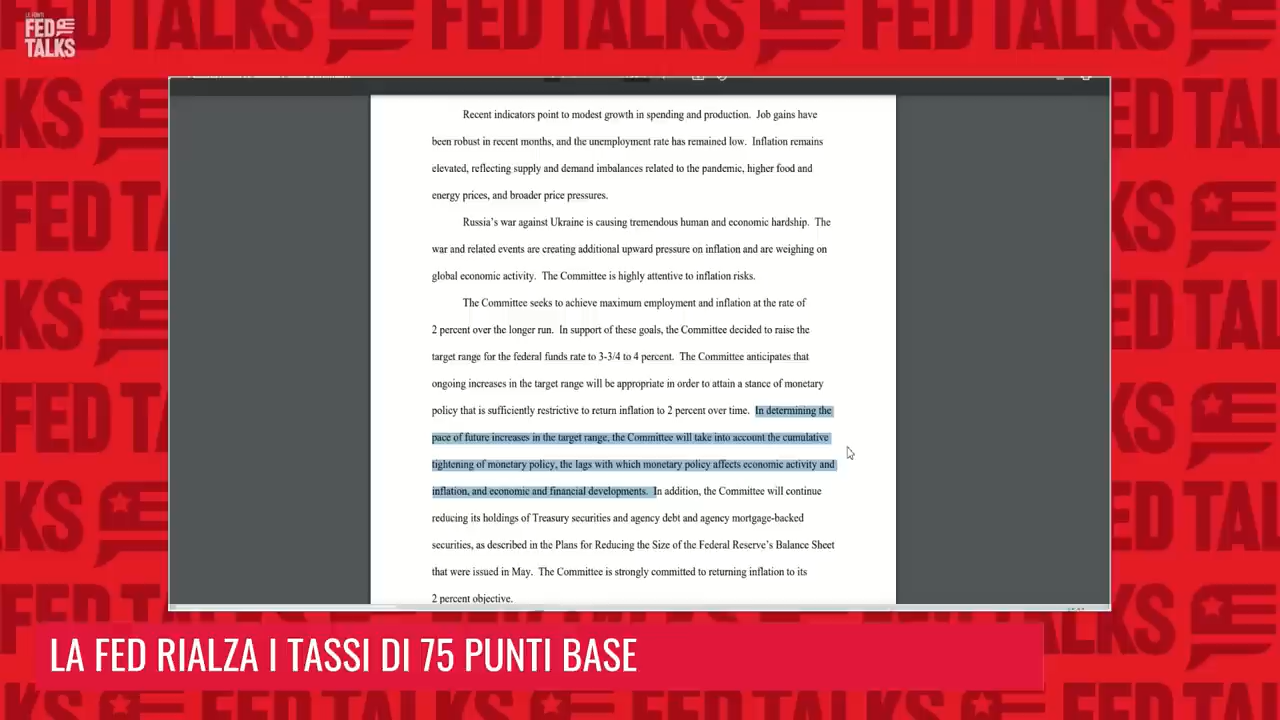 LE FONTI
FED
TALKS
Recent indicators point to modest growth in spending and production. Job gains have
been robust in recent months, and the unemployment rate has remained low. Inflation remains
elevated, reflecting supply and demand imbalances related to the pandemic, higher food and
energy prices, and broader price pressures.
Russia's war against Ukraine is causing tremendous human and economic hardship. The
war and related events are creating additional upward pressure on inflation and are weighing on
global economic activity. The Committee is highly attentive to inflation risks.
The Committee seeks to achieve maximum employment and inflation at the rate of
2 percent over the longer run. In support of these goals, the Committee decided to raise the
target range for the federal funds rate to 3-3/4 to 4 percent. The Committee anticipates that
ongoing increases in the target range will be appropriate in order to attain a stance of monetary
policy that is sufficiently restrictive to return inflation to 2 percent over time. In determining the
pace of future increases in the target range, the Committee will take into account the cumulative
tightening of monetary policy, the lags with which monetary policy affects economic activity and
inflation, and economic and financial developments. In addition, the Committee will continue
reducing its holdings of Treasury securities and agency debt and agency mortgage-backed
securities, as described in the Plans for Reducing the Size of the Federal Reserve's Balance Sheet
that were issued in May. The Committee is strongly committed to returning inflation to its
2 percent objective.
LA FED RIALZA I TASSI DI 75 PUNTI BASE